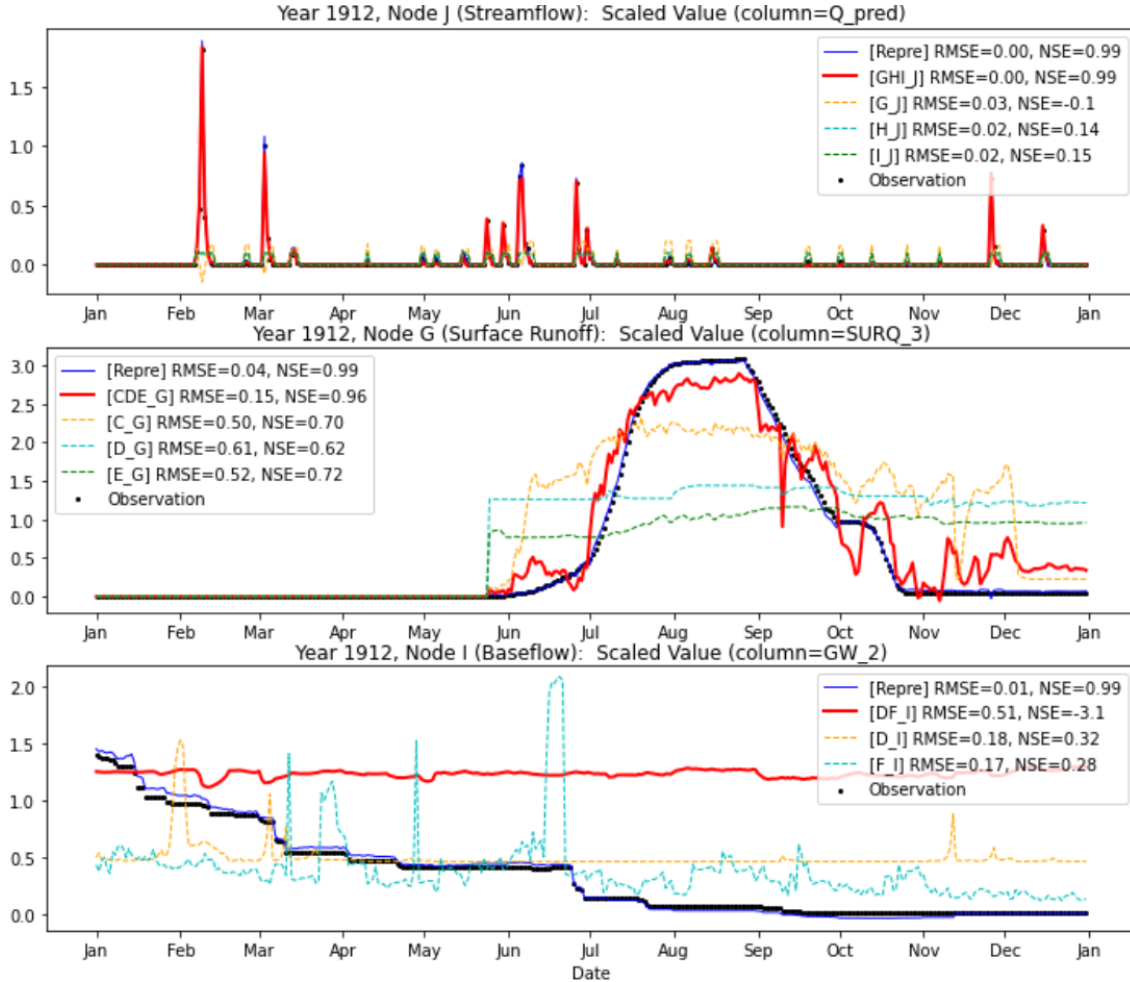 Year 1912, Node J (Streamflow):  Scaled Value (column=Q_pred)
[Repre] RMSE=0.00, NSE=0.99
[GHI_J] RMSE=0.00, NSE=0.99
[G_J] RMSE=0.03, NSE=-0.1
[H_J] RMSE=0.02, NSE=0.14
[I_J] RMSE=0.02, NSE=0.15
Observation
1.5
1.0
0.5
0.0
Jan Feb Mar Apr May Jun Jul Aug Sep Oct Nov Dec Jan
Year 1912, Node G (Surface Runoff):  Scaled Value (column=SURQ_3)
[Repre] RMSE=0.04, NSE=0.99
[CDE_G] RMSE=0.15, NSE=0.96
[C_G] RMSE=0.50, NSE=0.70
[D_G] RMSE=0.61, NSE=0.62
[E_G] RMSE=0.52, NSE=0.72
Observation
3.0
2.5
2.0
1.5
1.0
0.5
0.0
Jan Feb Mar Apr May Jun Jul Aug Sep Oct Nov Dec Jan
Year 1912, Node I (Baseflow):  Scaled Value (column=GW_2)
[Repre] RMSE=0.01, NSE=0.99
[DF_I] RMSE=0.51, NSE=-3.1
[D_I] RMSE=0.18, NSE=0.32
[F_I] RMSE=0.17, NSE=0.28
Observation
2.0
1.5
1.0
0.5
0.0
Jan Feb Mar Apr May Jun Jul Aug Sep Oct Nov Dec Jan
Date